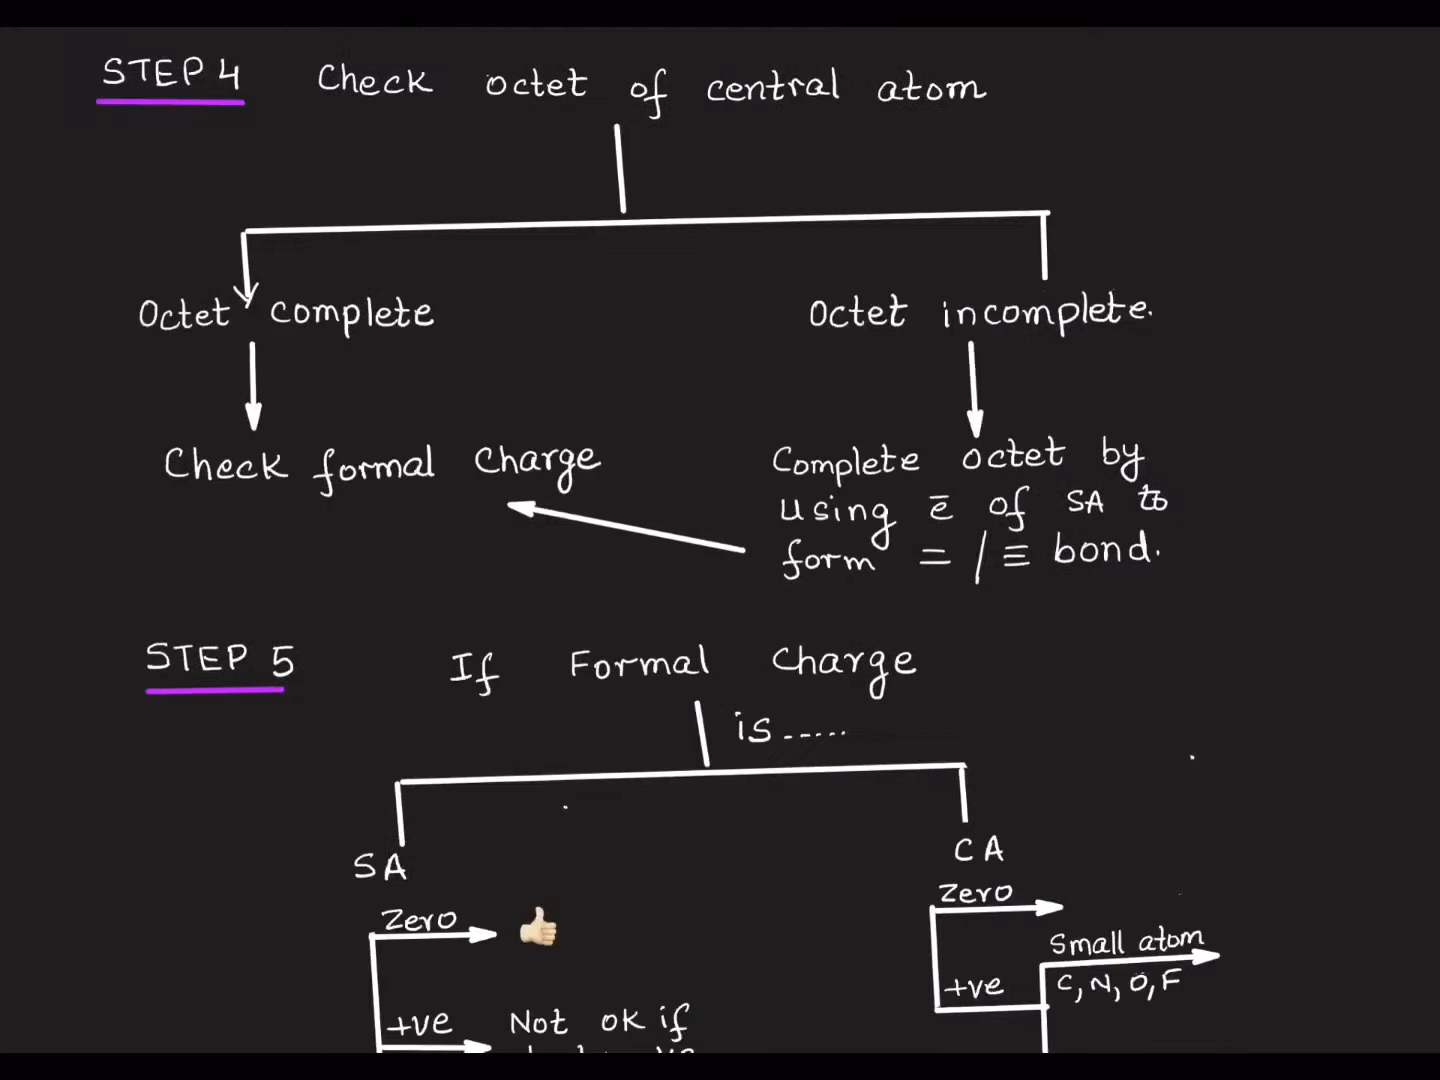 STEP 4 Check octet of central atom
Octet complete
Octet incomplete.
Check formal charge
Complete octet by
using ē of SA to
form = / ≡ bond.
STEP 5 If Formal charge
is ......
SA
CA
Zero 👍🏻
Zero
Small atom
+ve
C, N, O, F
+ve Not ok if